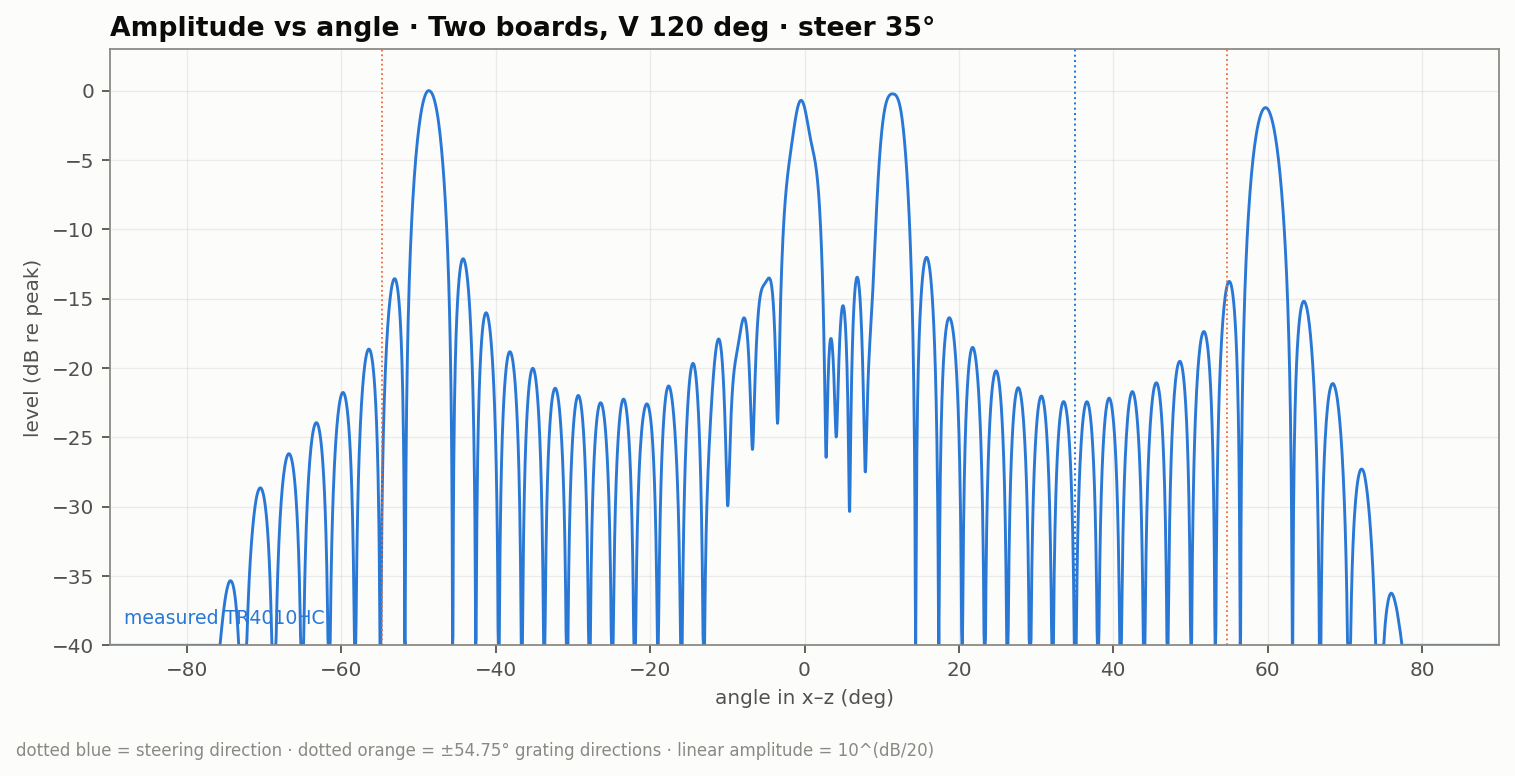 Amplitude vs angle · Two boards, V 120 deg · steer 35°
level (dB re peak)
0
−5
−10
−15
−20
−25
−30
−35
−40
measured TR4010HC
−80 −60 −40 −20 0 20 40 60 80
angle in x–z (deg)
dotted blue = steering direction · dotted orange = ±54.75° grating directions · linear amplitude = 10^(dB/20)